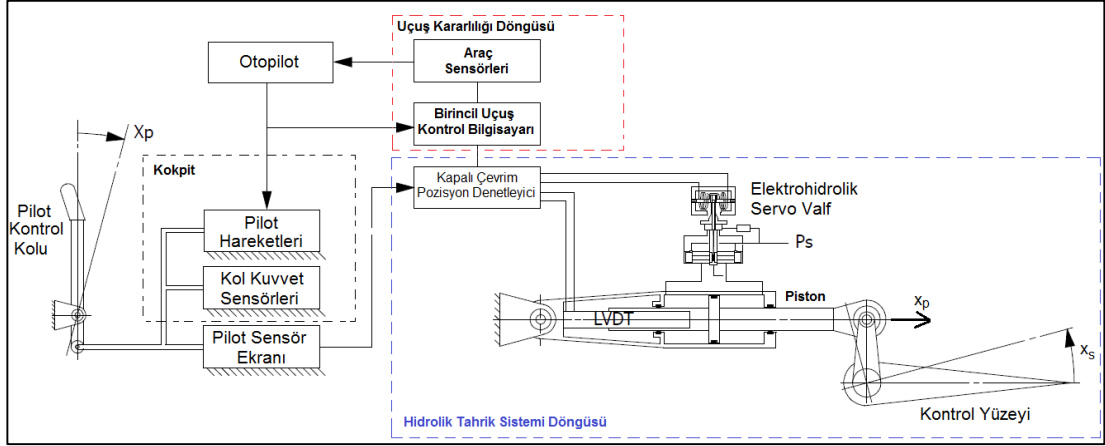 Uçuş Kararlılığı Döngüsü
Otopilot
Araç
Sensörleri
Birincil Uçuş
Kontrol Bilgisayarı
Xp
Kokpit
Kapalı Çevrim
Pozisyon Denetleyici
Elektrohidrolik
Servo Valf
Ps
Pilot
Kontrol
Kolu
Pilot
Hareketleri
Kol Kuvvet
Sensörleri
Pilot Sensör
Ekranı
Piston
LVDT
xp
xs
Kontrol Yüzeyi
Hidrolik Tahrik Sistemi Döngüsü